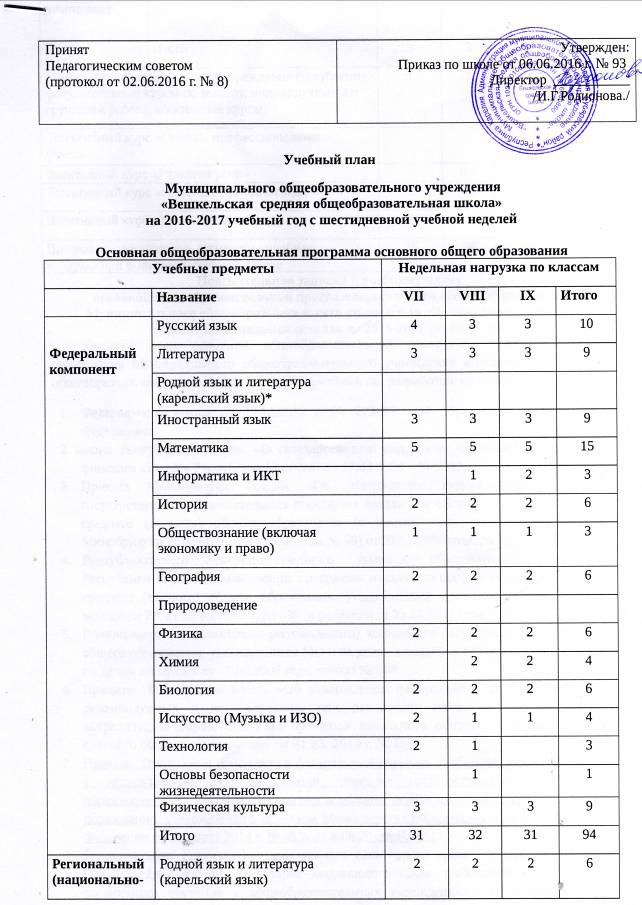 Принят
Педагогическим советом
(протокол от 02.06.2016 г. № 8)
Утвержден:
Приказ по школе от 06.06.2016 г. № 93
Директор
/И.Г.Родионова./
Учебный план
Муниципального общеобразовательного учреждения
«Вешкельская средняя общеобразовательная школа»
на 2016-2017 учебный год с шестидневной учебной неделей
Основная общеобразовательная программа основного общего образования
Учебные предметы Недельная нагрузка по классам
Название VII VIII IX Итого
Федеральный
компонент
Русский язык 4 3 3 10
Литература 3 3 3 9
Родной язык и литература
(карельский язык)*
Иностранный язык 3 3 3 9
Математика 5 5 5 15
Информатика и ИКТ 1 2 3
История 2 2 2 6
Обществознание (включая 1 1 1 3
экономику и право)
География 2 2 2 6
Природоведение
Физика 2 2 2 6
Химия 2 2 4
Биология 2 2 2 6
Искусство (Музыка и ИЗО) 2 1 1 4
Технология 2 1 3
Основы безопасности 1 1
жизнедеятельности
Физическая культура 3 3 3 9
Итого 31 32 31 94
Региональный Родной язык и литература 2 2 2 6
(национально- (карельский язык)